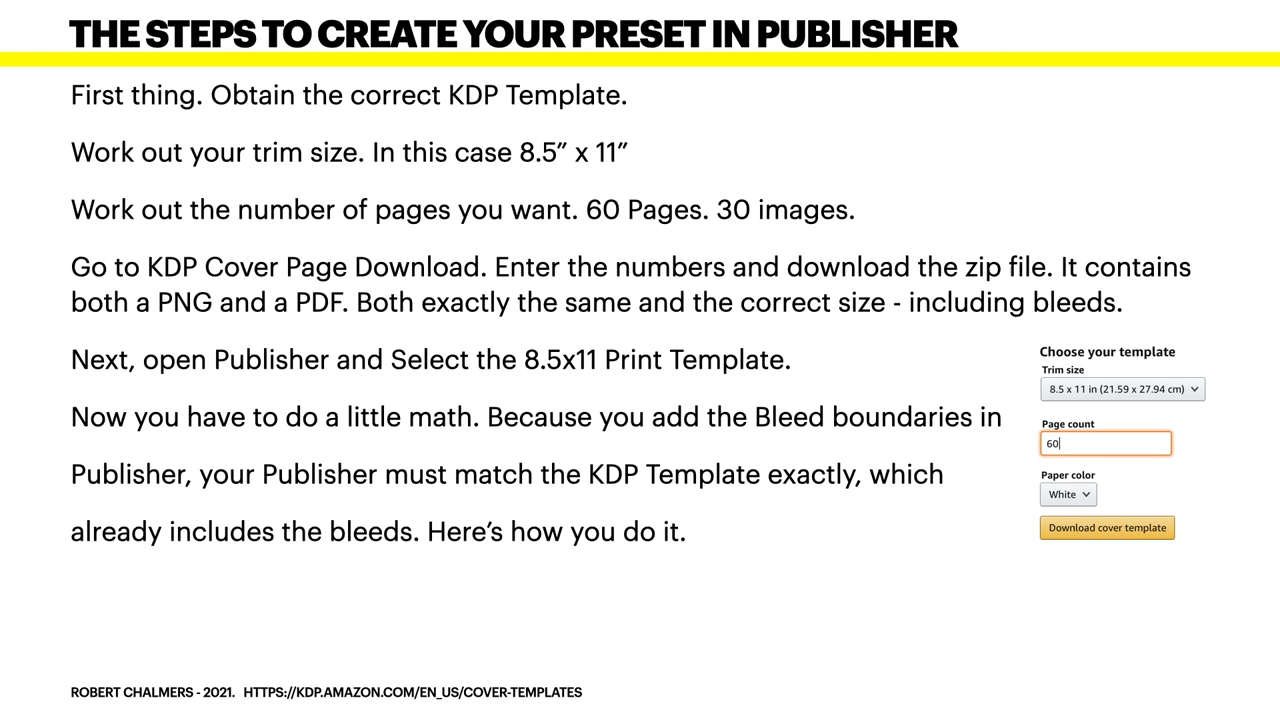 THE STEPS TO CREATE YOUR PRESET IN PUBLISHER
First thing. Obtain the correct KDP Template.
Work out your trim size. In this case 8.5” x 11”
Work out the number of pages you want. 60 Pages. 30 images.
Go to KDP Cover Page Download. Enter the numbers and download the zip file. It contains
both a PNG and a PDF. Both exactly the same and the correct size - including bleeds.
Next, open Publisher and Select the 8.5x11 Print Template.
Now you have to do a little math. Because you add the Bleed boundaries in
Publisher, your Publisher must match the KDP Template exactly, which
already includes the bleeds. Here’s how you do it.
Choose your template
Trim size
8.5 x 11 in (21.59 x 27.94 cm)
Page count
60
Paper color
White
Download cover template
ROBERT CHALMERS - 2021. HTTPS://KDP.AMAZON.COM/EN_US/COVER-TEMPLATES